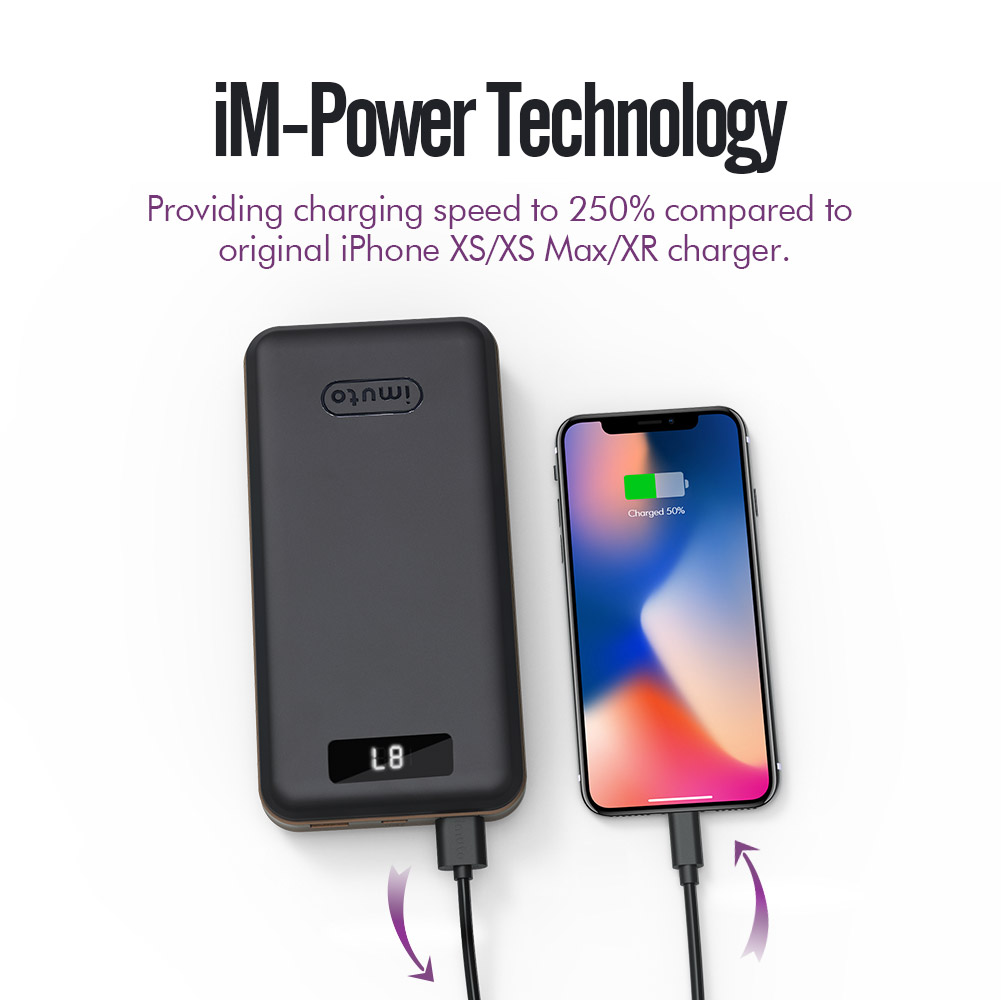 iM-Power Technology
Providing charging speed to 250% compared to
original iPhone XS/XS Max/XR charger.
imuto
Charged 50%
87